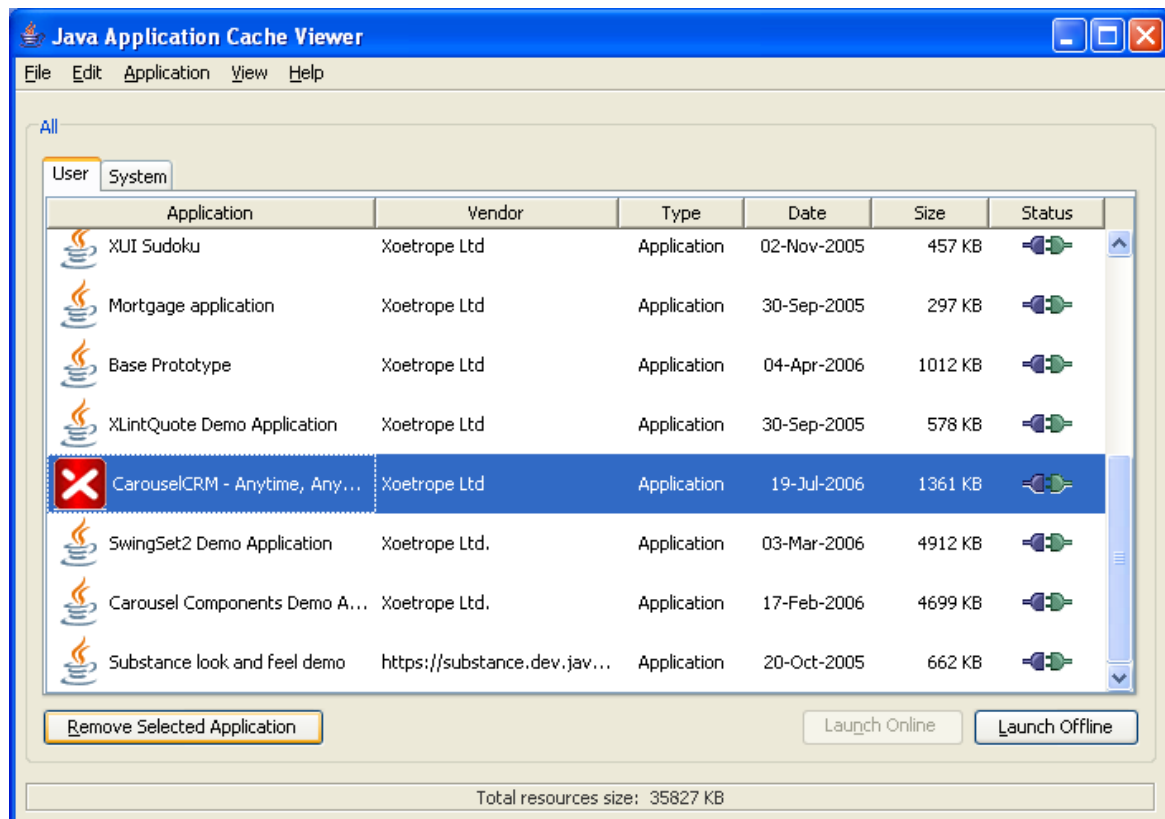 Java Application Cache Viewer
File Edit Application View Help
All
User System
Application Vendor Type Date Size Status
XUI Sudoku Xoetrope Ltd Application 02-Nov-2005 457 KB
Mortgage application Xoetrope Ltd Application 30-Sep-2005 297 KB
Base Prototype Xoetrope Ltd Application 04-Apr-2006 1012 KB
XLintQuote Demo Application Xoetrope Ltd Application 30-Sep-2005 578 KB
CarouselCRM - Anytime, Any... Xoetrope Ltd Application 19-Jul-2006 1361 KB
SwingSet2 Demo Application Xoetrope Ltd. Application 03-Mar-2006 4912 KB
Carousel Components Demo A... Xoetrope Ltd. Application 17-Feb-2006 4699 KB
Substance look and feel demo https://substance.dev.jav... Application 20-Oct-2005 662 KB
Remove Selected Application Launch Online Launch Offline
Total resources size: 35827 KB